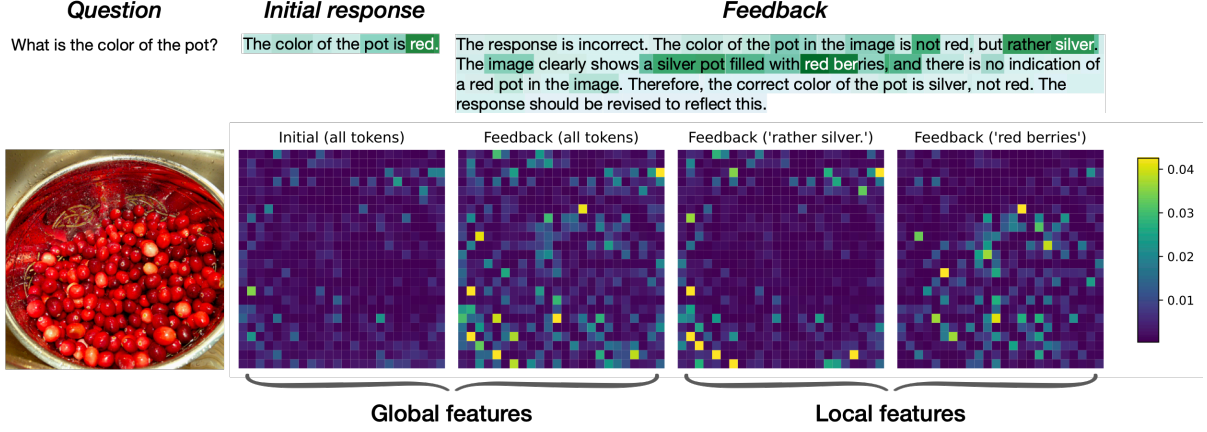 Question
Initial response
Feedback
What is the color of the pot?
The color of the pot is red.
The response is incorrect. The color of the pot in the image is not red, but rather silver.
The image clearly shows a silver pot filled with red berries, and there is no indication of
a red pot in the image. Therefore, the correct color of the pot is silver, not red. The
response should be revised to reflect this.
Initial (all tokens)
Feedback (all tokens)
Feedback ('rather silver.')
Feedback ('red berries')
0.04
0.03
0.02
0.01
Global features
Local features